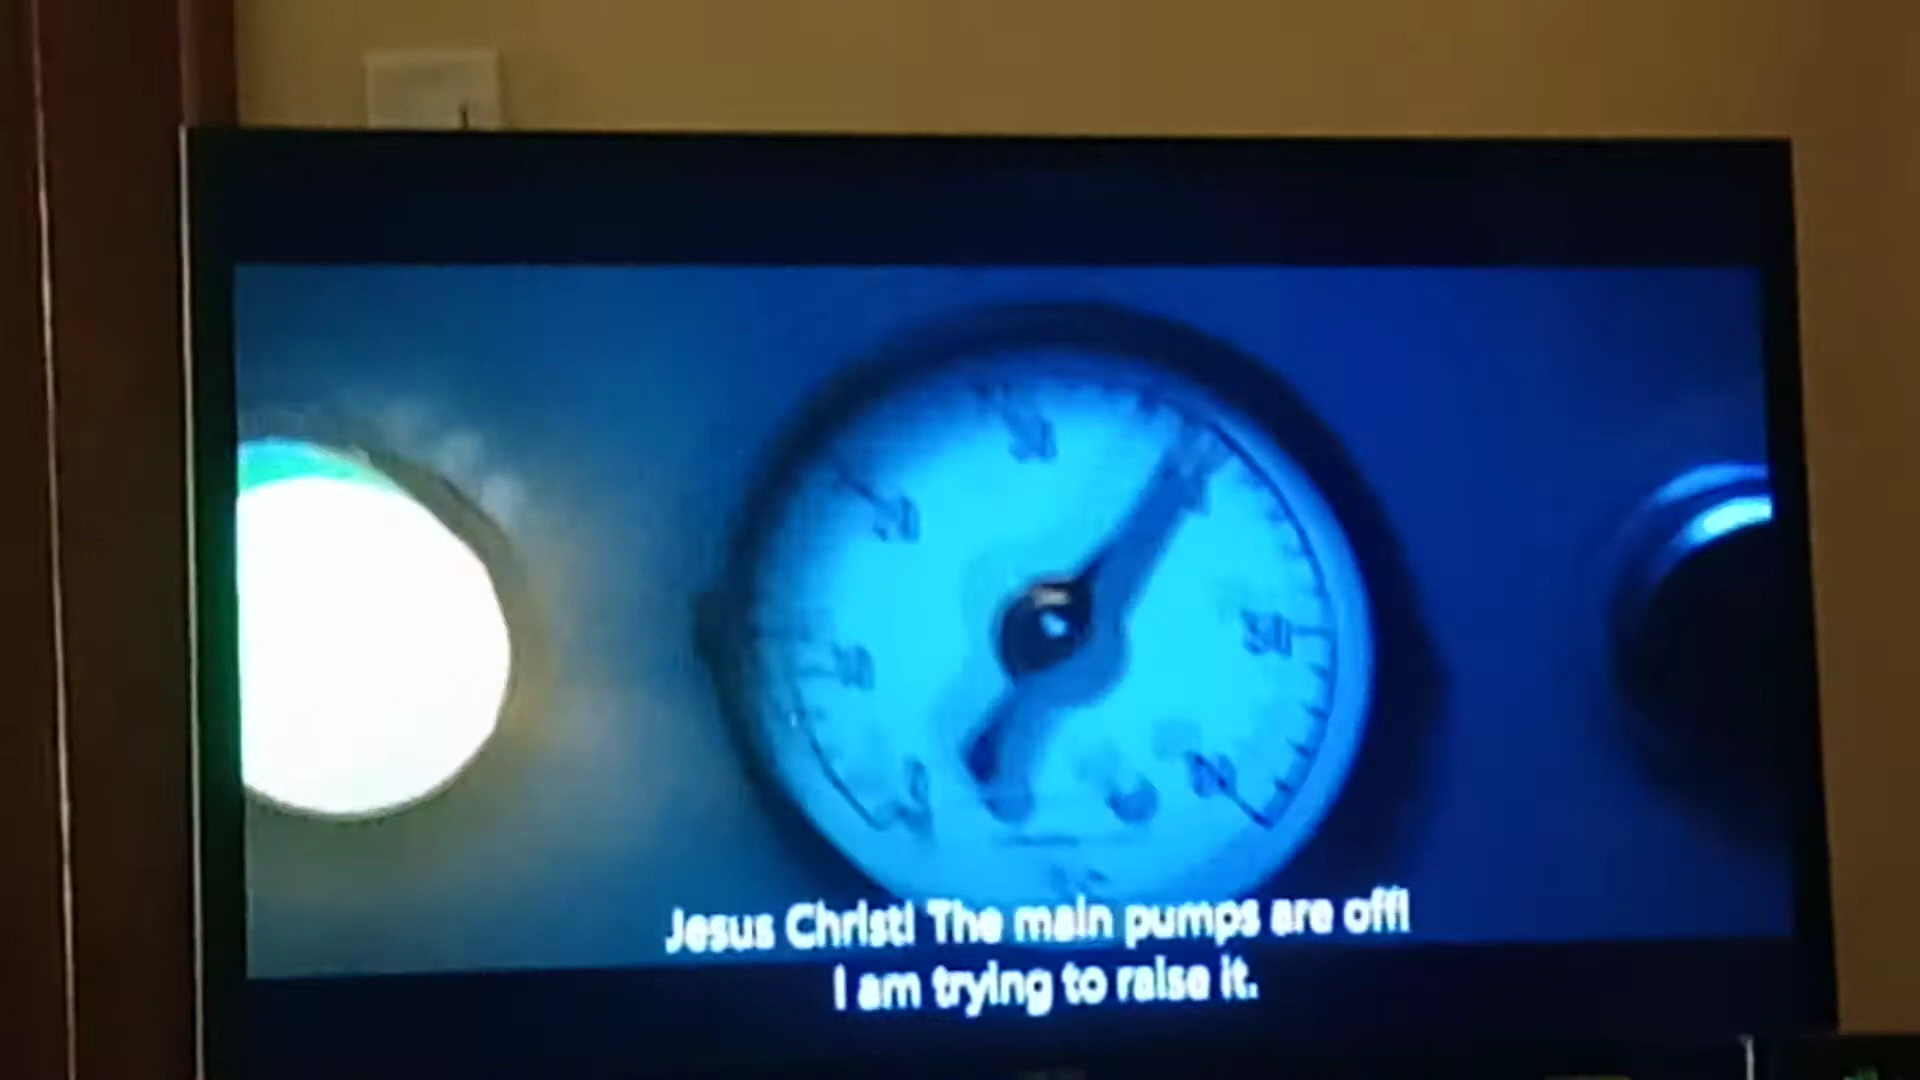 Jesus Christ! The main pumps are off!
I am trying to raise it.